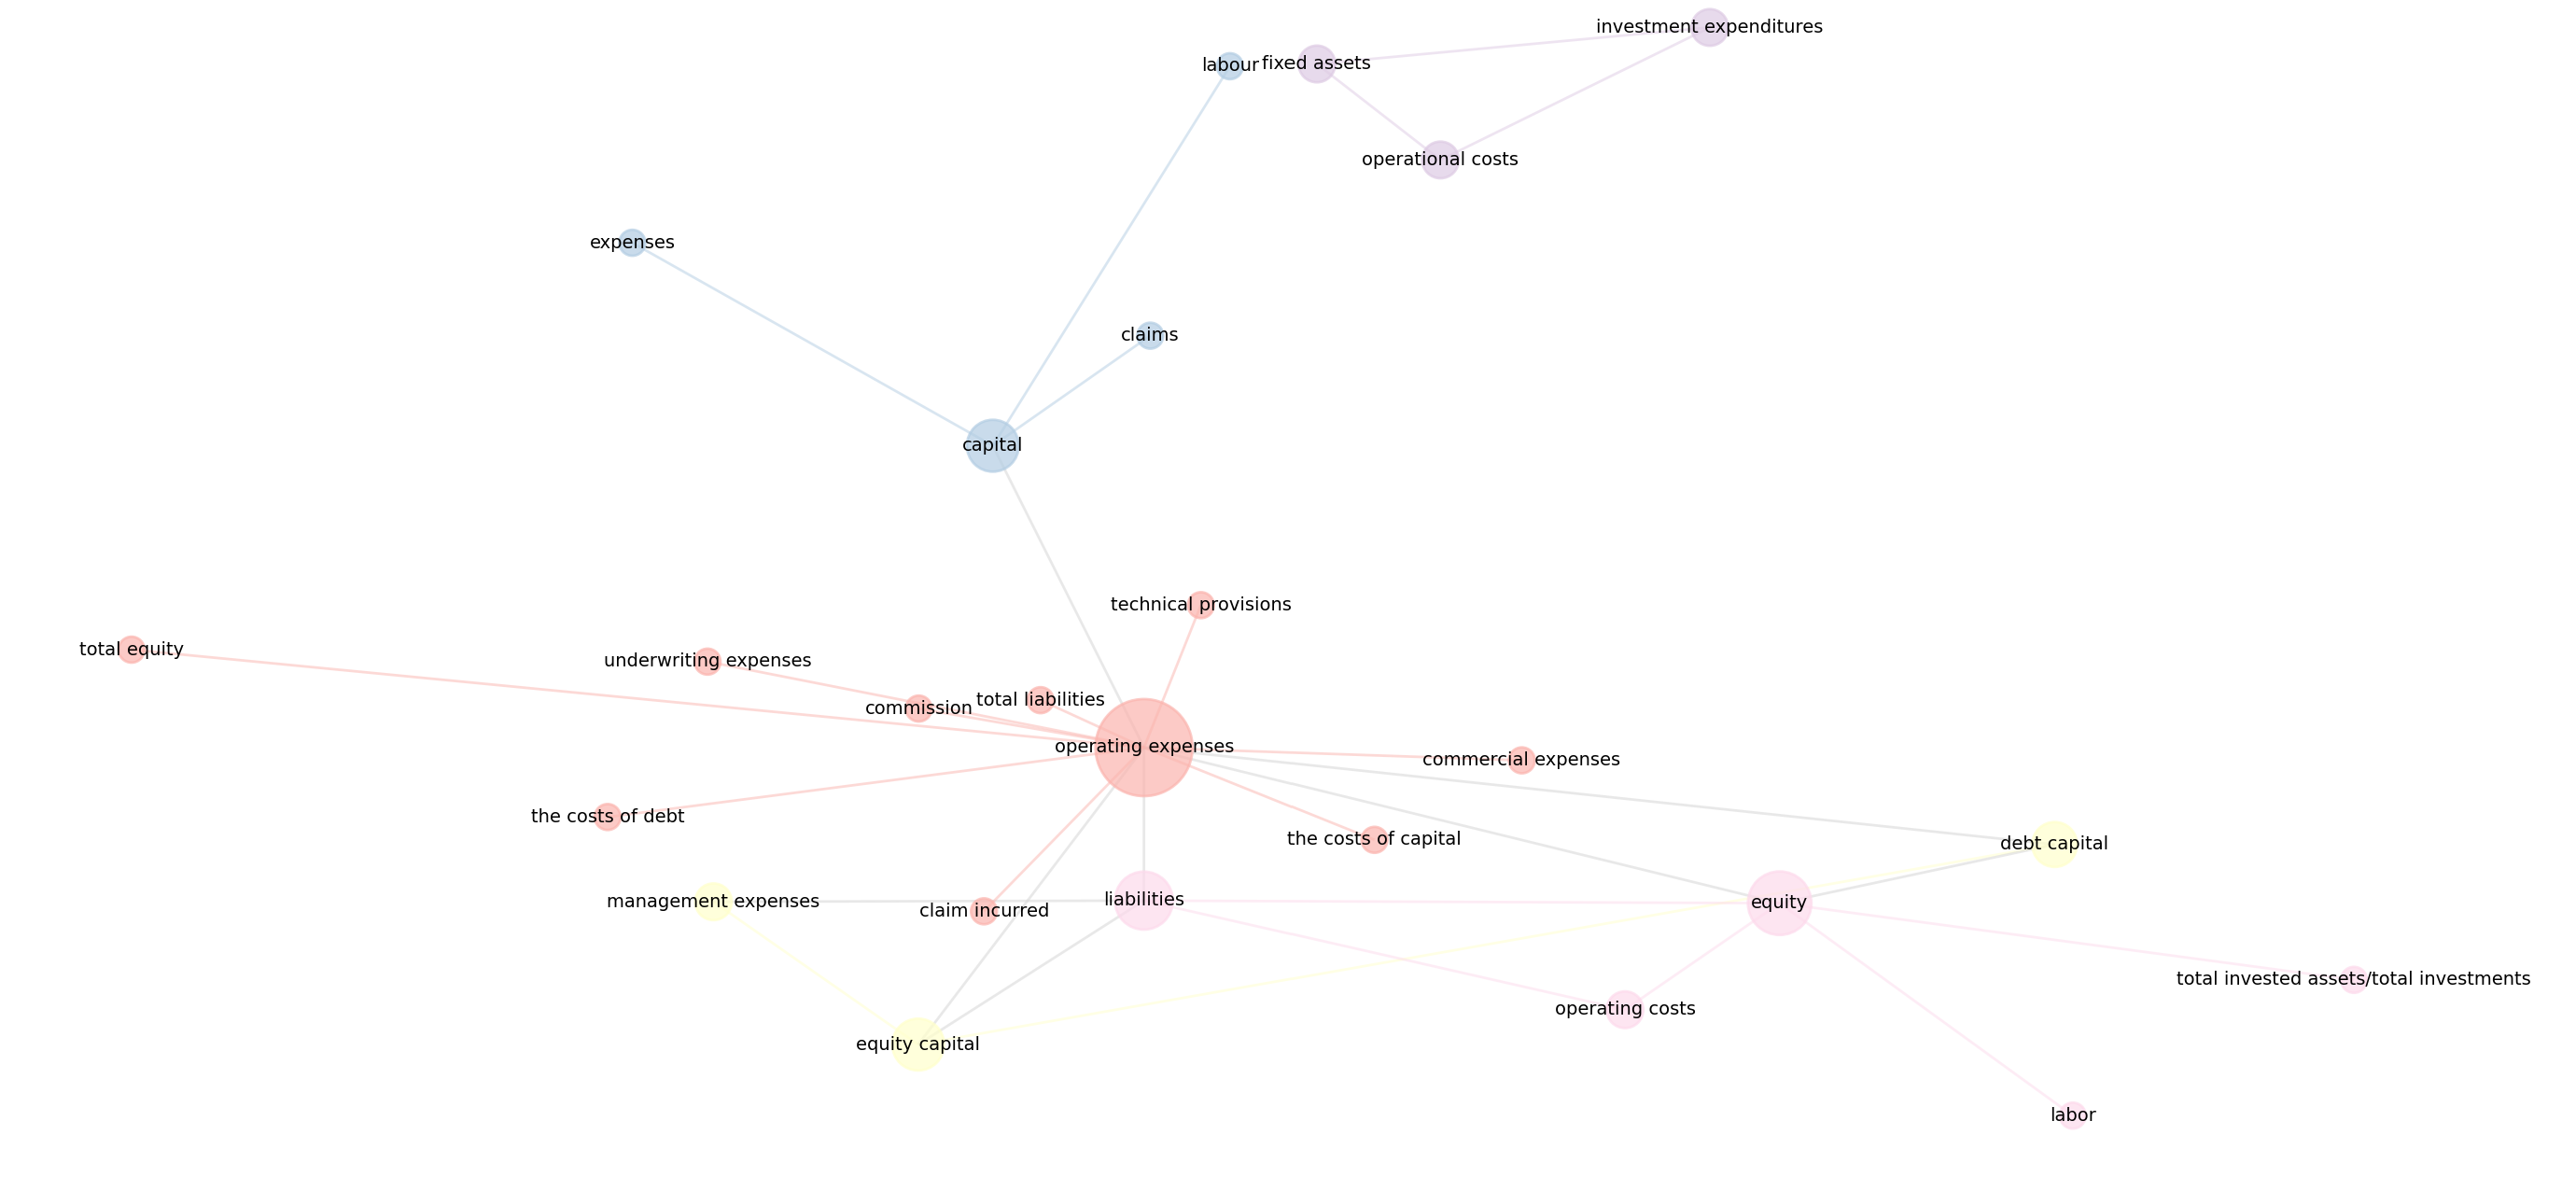 investment expenditures
labour
fixed assets
operational costs
expenses
claims
capital
technical provisions
total equity
underwriting expenses
total liabilities
commission
operating expenses
commercial expenses
the costs of debt
the costs of capital
debt capital
management expenses
liabilities
equity
claim incurred
total invested assets/total investments
operating costs
equity capital
labor